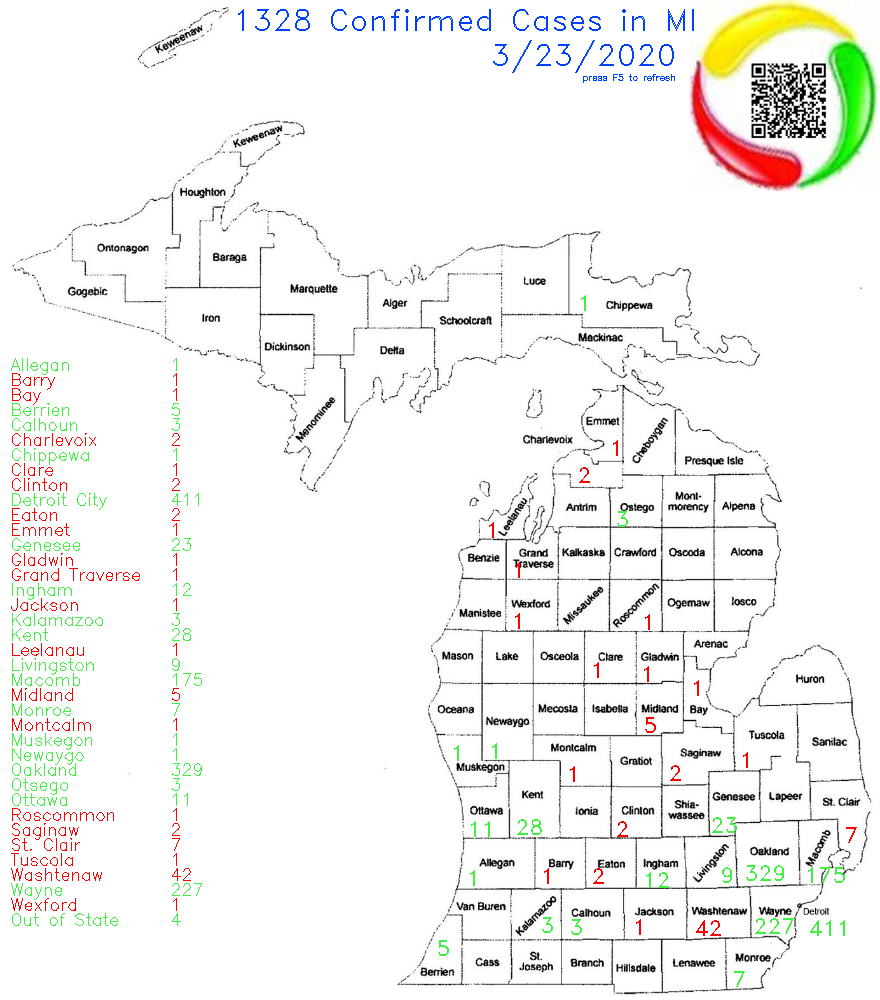 1328 Confirmed Cases in MI
3/23/2020
press F5 to refresh
Keweenaw
Keweenaw
Houghton
Ontonagon
Baraga
Gogebic
Marquette
Iron
Alger
Luce
1 Chippewa
Schoolcraft
Dickinson
Delta
Mackinac
Menominee
Allegan 1
Barry 1
Bay 1
Berrien 5
Calhoun 3
Charlevoix 2
Chippewa 1
Clare 1
Clinton 2
Detroit City 411
Eaton 2
Emmet 1
Genesee 23
Gladwin 1
Grand Traverse 1
Ingham 12
Jackson 1
Kalamazoo 3
Kent 28
Leelanau 1
Livingston 9
Macomb 175
Midland 5
Monroe 7
Montcalm 1
Muskegon 1
Newaygo 1
Oakland 329
Otsego 3
Ottawa 11
Roscommon 1
Saginaw 2
St. Clair 7
Tuscola 1
Washtenaw 42
Wayne 227
Wexford 1
Out of State 4
Emmet
1
Charlevoix
2
Cheboygan
Presque Isle
Leelanau
1
Antrim
Ostego
3
Mont-
morency
Alpena
Benzie
Grand
Traverse
1
Kalkaska
Crawford
Oscoda
Alcona
Manistee
Wexford
1
Missaukee
Roscommon
1
Ogemaw
Iosco
Mason
Lake
Osceola
Clare
1
Gladwin
1
Arenac
Oceana
Newaygo
1
Mecosta
Isabella
Midland
5
1
Bay
Huron
Tuscola
1
Sanilac
1
Muskegon
Montcalm
1
Gratiot
Saginaw
2
Ottawa
11
Kent
28
Ionia
Clinton
2
Shia-
wassee
Genesee
23
Lapeer
St. Clair
7
Allegan
1
Barry
1
Eaton
2
Ingham
12
Livingston
9
Oakland
329
Macomb
175
Van Buren
Kalamazoo
3
Calhoun
3
Jackson
1
Washtenaw
42
Wayne
227
Detroit
411
5
Berrien
Cass
St.
Joseph
Branch
Hillsdale
Lenawee
Monroe
7